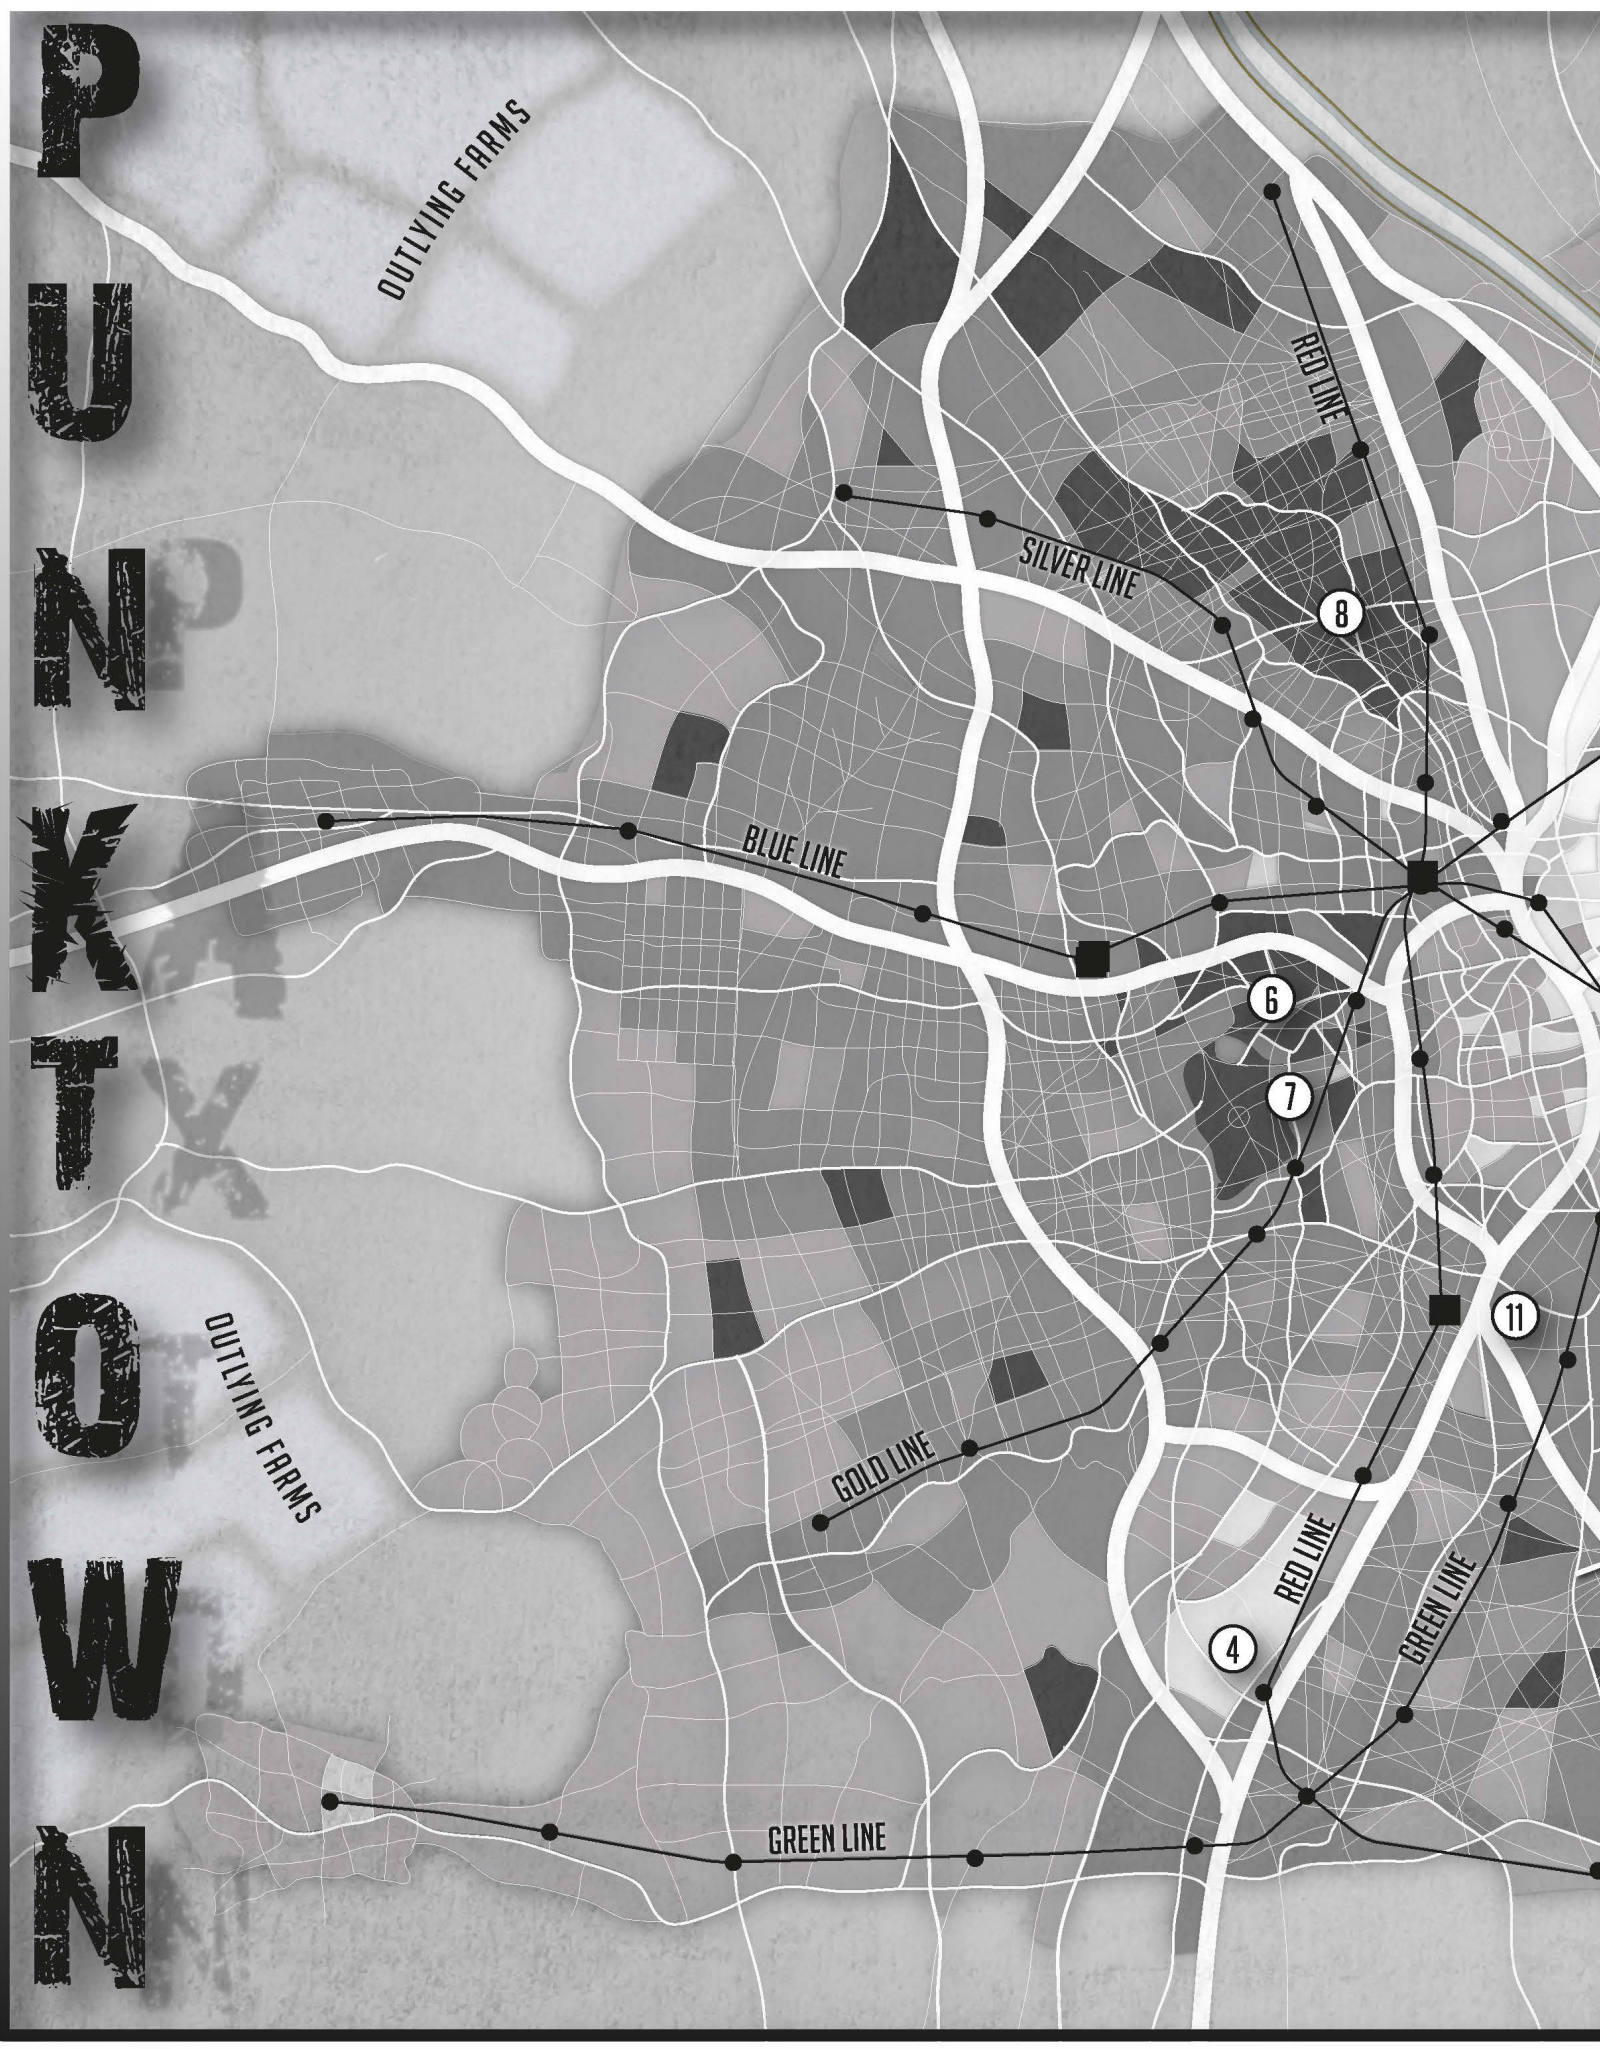 PUNKTOWN
OUTLYING FARMS
RED LINE
SILVER LINE
8
BLUE LINE
6
7
OUTLYING FARMS
11
GOLD LINE
RED LINE
GREEN LINE
4
GREEN LINE